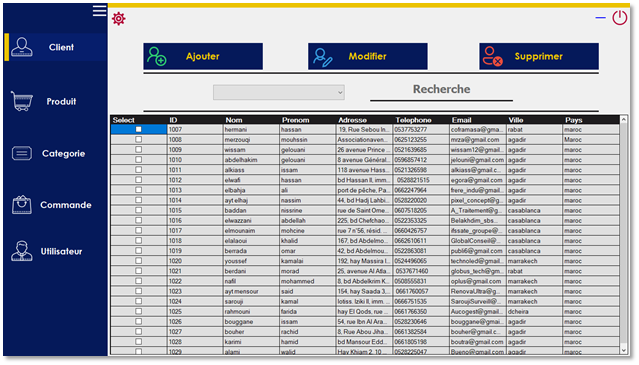 Client
Produit
Categorie
Commande
Utilisateur
Ajouter Modifier Supprimer
Recherche
Select ID Nom Prenom Adresse Telephone Email Ville Pays
1007 hermani hassan 19, Rue Sebou In... 0537753277 coframasa@gma... rabat maroc
1008 merzouqi mouhssin Associationaven... 0625123255 mrza@gmail.com agadir Maroc
1009 wissam gelouani 26 avenue Prince ... 0521639685 wissam12@gmail... agadir maroc
1010 abdelhakim gelouani 8 avenue Général... 0596857412 jelouni@gmail.com agadir maroc
1011 alkiass issam 118 avenue Hass... 0521326598 alkiass@gmail.c... agadir maroc
1012 elwafi hassan bd Hassan II, imm... 0528821515 egora@gmail.com agadir maroc
1013 elbahja ali port de pêche, Pa... 0662247964 frere_indu@gmail... agadir maroc
1014 ayt elhaj nassim 44, bd Hadj Lahbi... 0528220020 pixel_concept@g... agadir maroc
1015 baddan nissrine rue de Saint Ome... 0607518205 A_Traitement@g... casablanca maroc
1016 elwazzani abdellah 225, bd Chefchao... 0522353325 Belakhdim_sbs... casablanca maroc
1017 elmounaim mohcine rue 7 n°56, résid. ... 0660426757 ifssate_groupe@... casablanca maroc
1018 elalaoui khalid 167, bd Abdelmo... 0662610611 GlobalConseil@... casablanca maroc
1019 berrada omar 42, bd Abdelmou... 0522863081 publi6@gmail.com casablanca maroc
1020 youssef kamalai 192, hay Massira I... 0524496065 technoled@gmail... marrakech maroc
1021 berdani morad 25, avenue Al Atla... 0537671460 globus_tech@gm... rabat maroc
1022 nafil mohammed 8, bd Abdelkrim K... 0508555831 oplus@gmail.com marrakech maroc
1023 ayt mensour said 154, hay Saada 3,... 0661760057 RenovalUltra@g... marrakech maroc
1024 sarouji kamal lotiss. Iziki II, imm. ... 0666751535 SaroujiSurveill@... marrakech maroc
1025 rahmouni farida hay El Qods, rue ... 0661766350 Aucogest@gmail... dcheira maroc
1026 bouggane issam 54, rue Ibn Al Ara... 0528230646 bouggane@gmai... agadir maroc
1027 bouher rachid 8, Rue Abou Jiha... 0661382584 bouher@gmail.c... agadir maroc
1028 karimi hamid bd Mansour Edd... 0661805198 boutra@gmail.com agadir maroc
1029 alami walid Hay Khiam 2, 10 ... 0528225047 Bueno@gmail.com agadir maroc